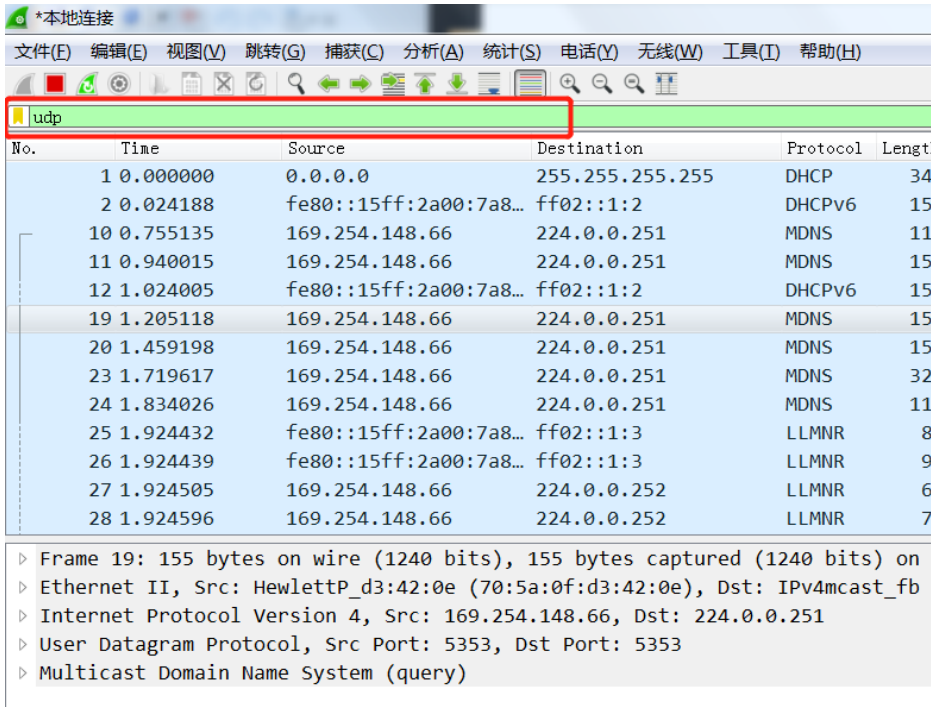 *本地连接
文件(F) 编辑(E) 视图(V) 跳转(G) 捕获(C) 分析(A) 统计(S) 电话(Y) 无线(W) 工具(T) 帮助(H)
udp
No. Time Source Destination Protocol Lengt
1 0.000000 0.0.0.0 255.255.255.255 DHCP 34
2 0.024188 fe80::15ff:2a00:7a8… ff02::1:2 DHCPv6 15
10 0.755135 169.254.148.66 224.0.0.251 MDNS 11
11 0.940015 169.254.148.66 224.0.0.251 MDNS 15
12 1.024005 fe80::15ff:2a00:7a8… ff02::1:2 DHCPv6 15
19 1.205118 169.254.148.66 224.0.0.251 MDNS 15
20 1.459198 169.254.148.66 224.0.0.251 MDNS 15
23 1.719617 169.254.148.66 224.0.0.251 MDNS 32
24 1.834026 169.254.148.66 224.0.0.251 MDNS 11
25 1.924432 fe80::15ff:2a00:7a8… ff02::1:3 LLMNR 8
26 1.924439 fe80::15ff:2a00:7a8… ff02::1:3 LLMNR 9
27 1.924505 169.254.148.66 224.0.0.252 LLMNR 6
28 1.924596 169.254.148.66 224.0.0.252 LLMNR 7
Frame 19: 155 bytes on wire (1240 bits), 155 bytes captured (1240 bits) on
Ethernet II, Src: HewlettP_d3:42:0e (70:5a:0f:d3:42:0e), Dst: IPv4mcast_fb
Internet Protocol Version 4, Src: 169.254.148.66, Dst: 224.0.0.251
User Datagram Protocol, Src Port: 5353, Dst Port: 5353
Multicast Domain Name System (query)